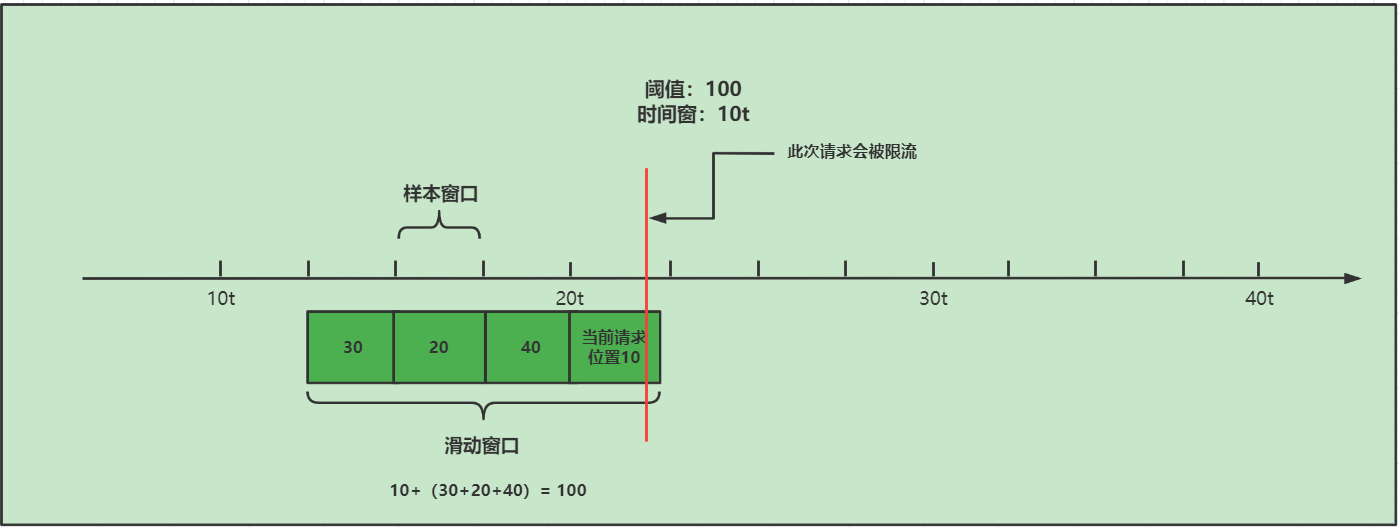 阈值：100
时间窗：10t
此次请求会被限流
样本窗口
10t
20t
30t
40t
30
20
40
当前请求
位置10
滑动窗口
10+（30+20+40）= 100